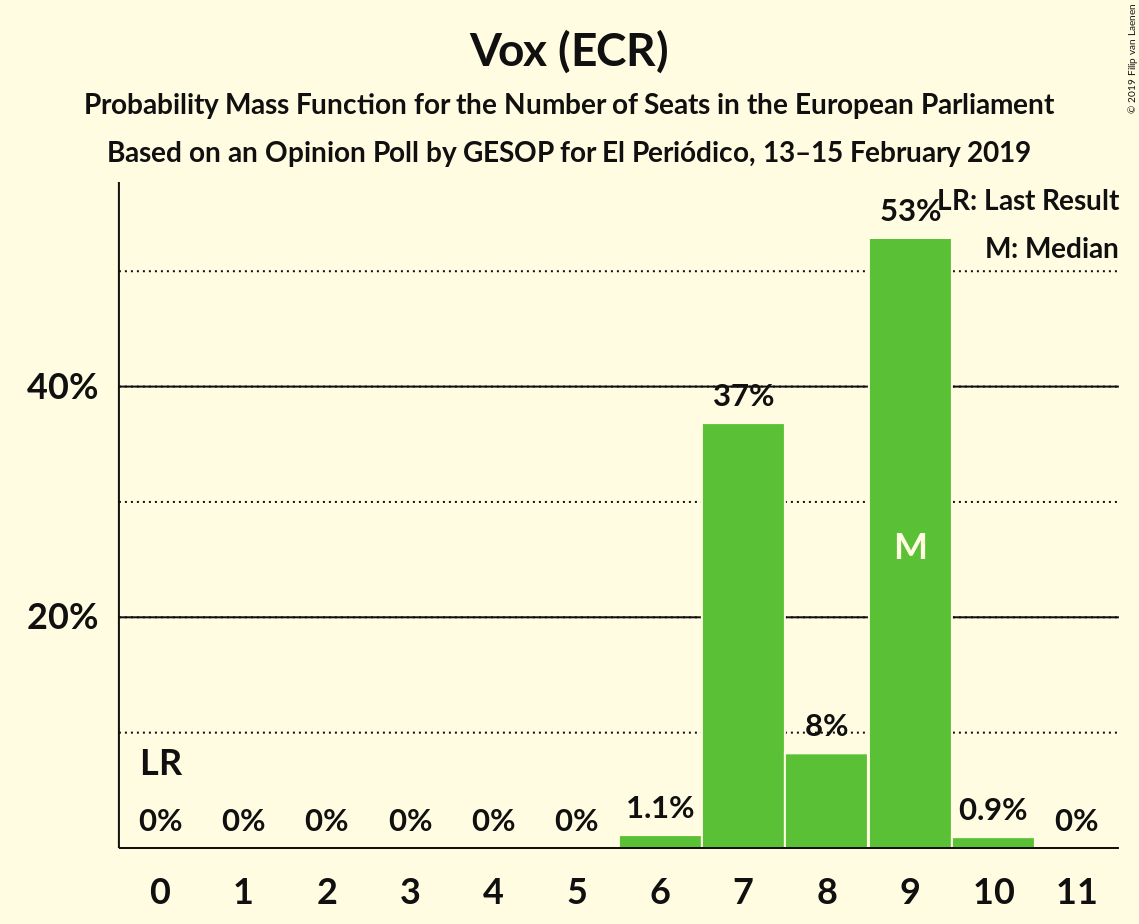 Vox (ECR)
Probability Mass Function for the Number of Seats in the European Parliament
Based on an Opinion Poll by GESOP for El Periódico, 13–15 February 2019
© 2019 Filip van Laenen
LR: Last Result
M: Median
53%
40%
37%
M
20%
8%
LR
1.1%
0.9%
0% 0% 0% 0% 0% 0% 0%
0 1 2 3 4 5 6 7 8 9 10 11